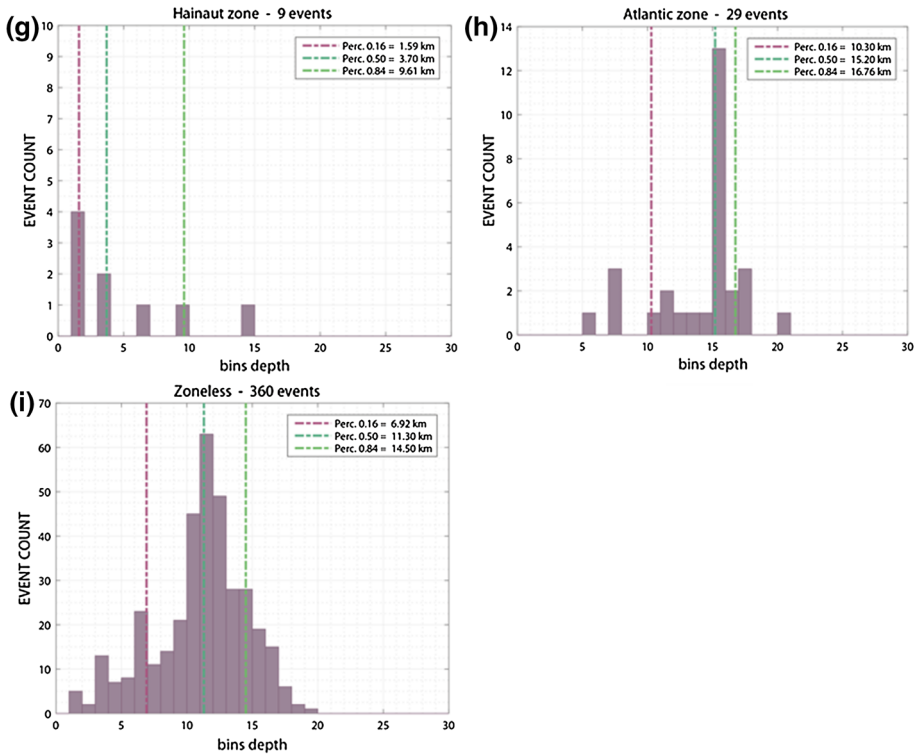 (g)
Hainaut zone - 9 events
Perc. 0.16 = 1.59 km
Perc. 0.50 = 3.70 km
Perc. 0.84 = 9.61 km
EVENT COUNT
10
9
8
7
6
5
4
3
2
1
0
0 5 10 15 20 25 30
bins depth
(h)
Atlantic zone - 29 events
Perc. 0.16 = 10.30 km
Perc. 0.50 = 15.20 km
Perc. 0.84 = 16.76 km
EVENT COUNT
14
12
10
8
6
4
2
0
0 5 10 15 20 25 30
bins depth
(i)
Zoneless - 360 events
Perc. 0.16 = 6.92 km
Perc. 0.50 = 11.30 km
Perc. 0.84 = 14.50 km
EVENT COUNT
70
60
50
40
30
20
10
0
0 5 10 15 20 25 30
bins depth